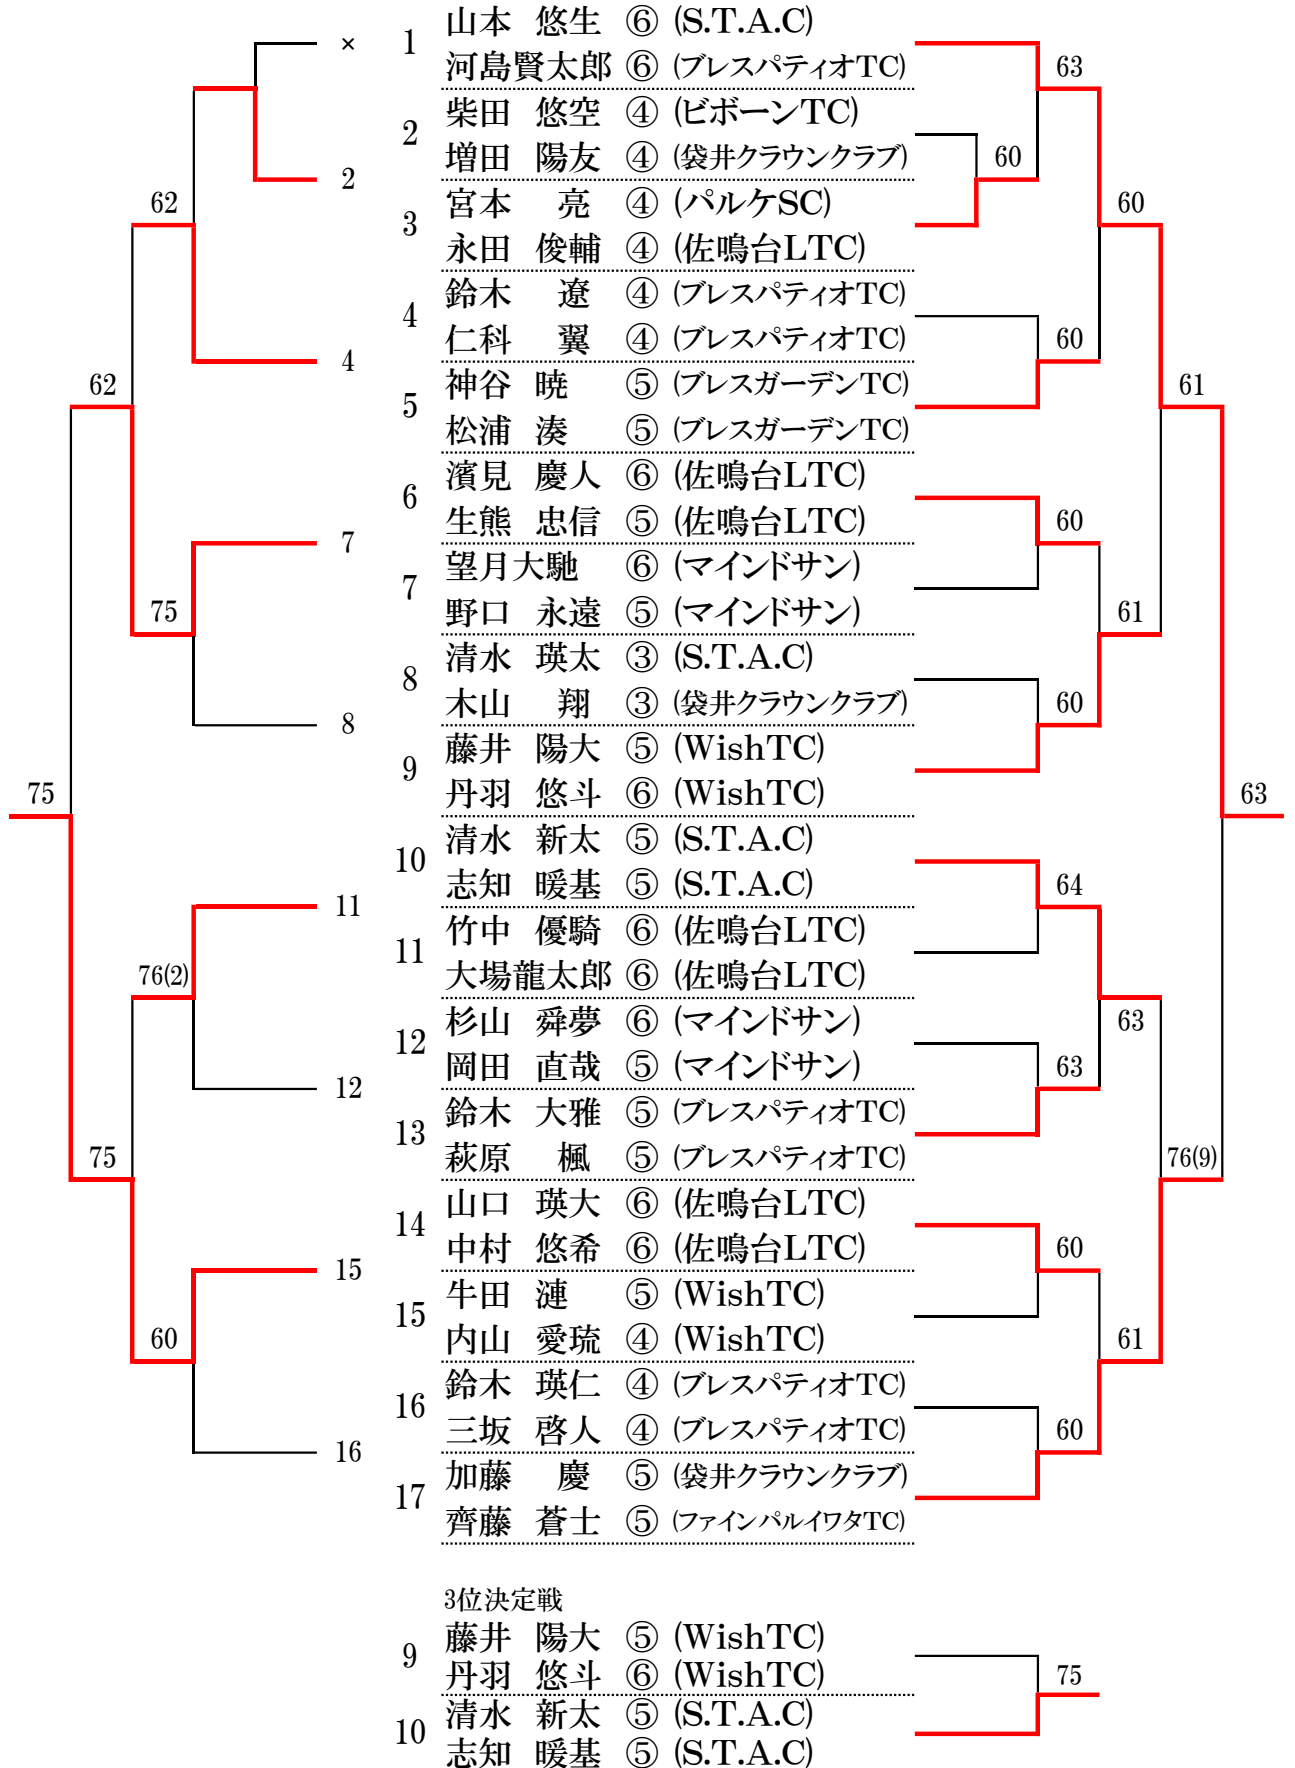 1
山本 悠生 ⑥ (S.T.A.C)
河島賢太郎 ⑥ (ブレスパティオTC)
2
柴田 悠空 ④ (ビボーンTC)
増田 陽友 ④ (袋井クラウンクラブ)
3
宮本 亮 ④ (パルケSC)
永田 俊輔 ④ (佐鳴台LTC)
4
鈴木 遼 ④ (ブレスパティオTC)
仁科 翼 ④ (ブレスパティオTC)
5
神谷 暁 ⑤ (ブレスガーデンTC)
松浦 湊 ⑤ (ブレスガーデンTC)
6
濱見 慶人 ⑥ (佐鳴台LTC)
生熊 忠信 ⑤ (佐鳴台LTC)
7
望月大馳 ⑥ (マインドサン)
野口 永遠 ⑤ (マインドサン)
8
清水 瑛太 ③ (S.T.A.C)
木山 翔 ③ (袋井クラウンクラブ)
9
藤井 陽大 ⑤ (WishTC)
丹羽 悠斗 ⑥ (WishTC)
10
清水 新太 ⑤ (S.T.A.C)
志知 暖基 ⑤ (S.T.A.C)
11
竹中 優騎 ⑥ (佐鳴台LTC)
大場龍太郎 ⑥ (佐鳴台LTC)
12
杉山 舜夢 ⑥ (マインドサン)
岡田 直哉 ⑤ (マインドサン)
13
鈴木 大雅 ⑤ (ブレスパティオTC)
萩原 楓 ⑤ (ブレスパティオTC)
14
山口 瑛大 ⑥ (佐鳴台LTC)
中村 悠希 ⑥ (佐鳴台LTC)
15
牛田 漣 ⑤ (WishTC)
内山 愛琉 ④ (WishTC)
16
鈴木 瑛仁 ④ (ブレスパティオTC)
三坂 啓人 ④ (ブレスパティオTC)
17
加藤 慶 ⑤ (袋井クラウンクラブ)
齊藤 蒼士 ⑤ (ファインパルイワタTC)
×
2
4
7
8
11
12
15
16
62
75
76(2)
60
62
75
75
63
60
60
60
60
64
63
60
60
60
61
63
61
61
76(9)
63
3位決定戦
9
藤井 陽大 ⑤ (WishTC)
丹羽 悠斗 ⑥ (WishTC)
10
清水 新太 ⑤ (S.T.A.C)
志知 暖基 ⑤ (S.T.A.C)
75